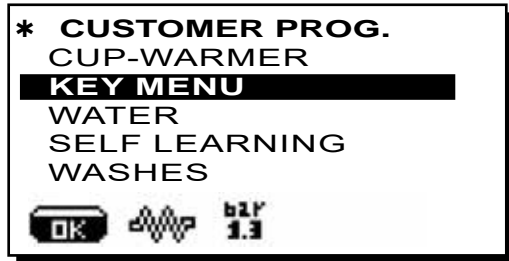 * CUSTOMER PROG.
CUP-WARMER
KEY MENU
WATER
SELF LEARNING
WASHES
OK
bar
1.3